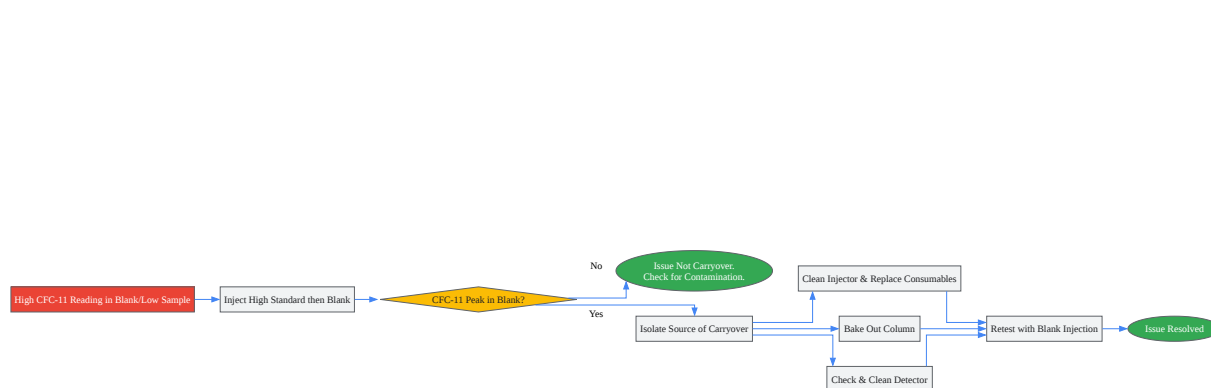 High CFC-11 Reading in Blank/Low Sample
Inject High Standard then Blank
CFC-11 Peak in Blank?
No
Issue Not Carryover.
Check for Contamination.
Yes
Isolate Source of Carryover
Clean Injector & Replace Consumables
Bake Out Column
Check & Clean Detector
Retest with Blank Injection
Issue Resolved